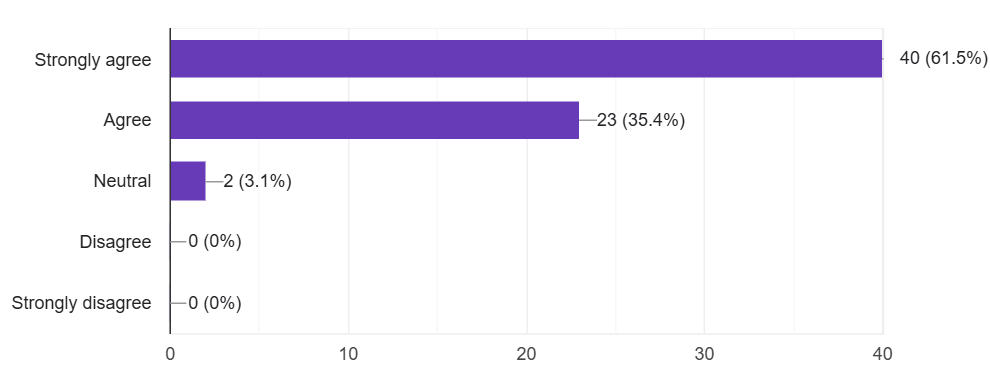 Strongly agree 40 (61.5%)
Agree 23 (35.4%)
Neutral 2 (3.1%)
Disagree 0 (0%)
Strongly disagree 0 (0%)
0 10 20 30 40